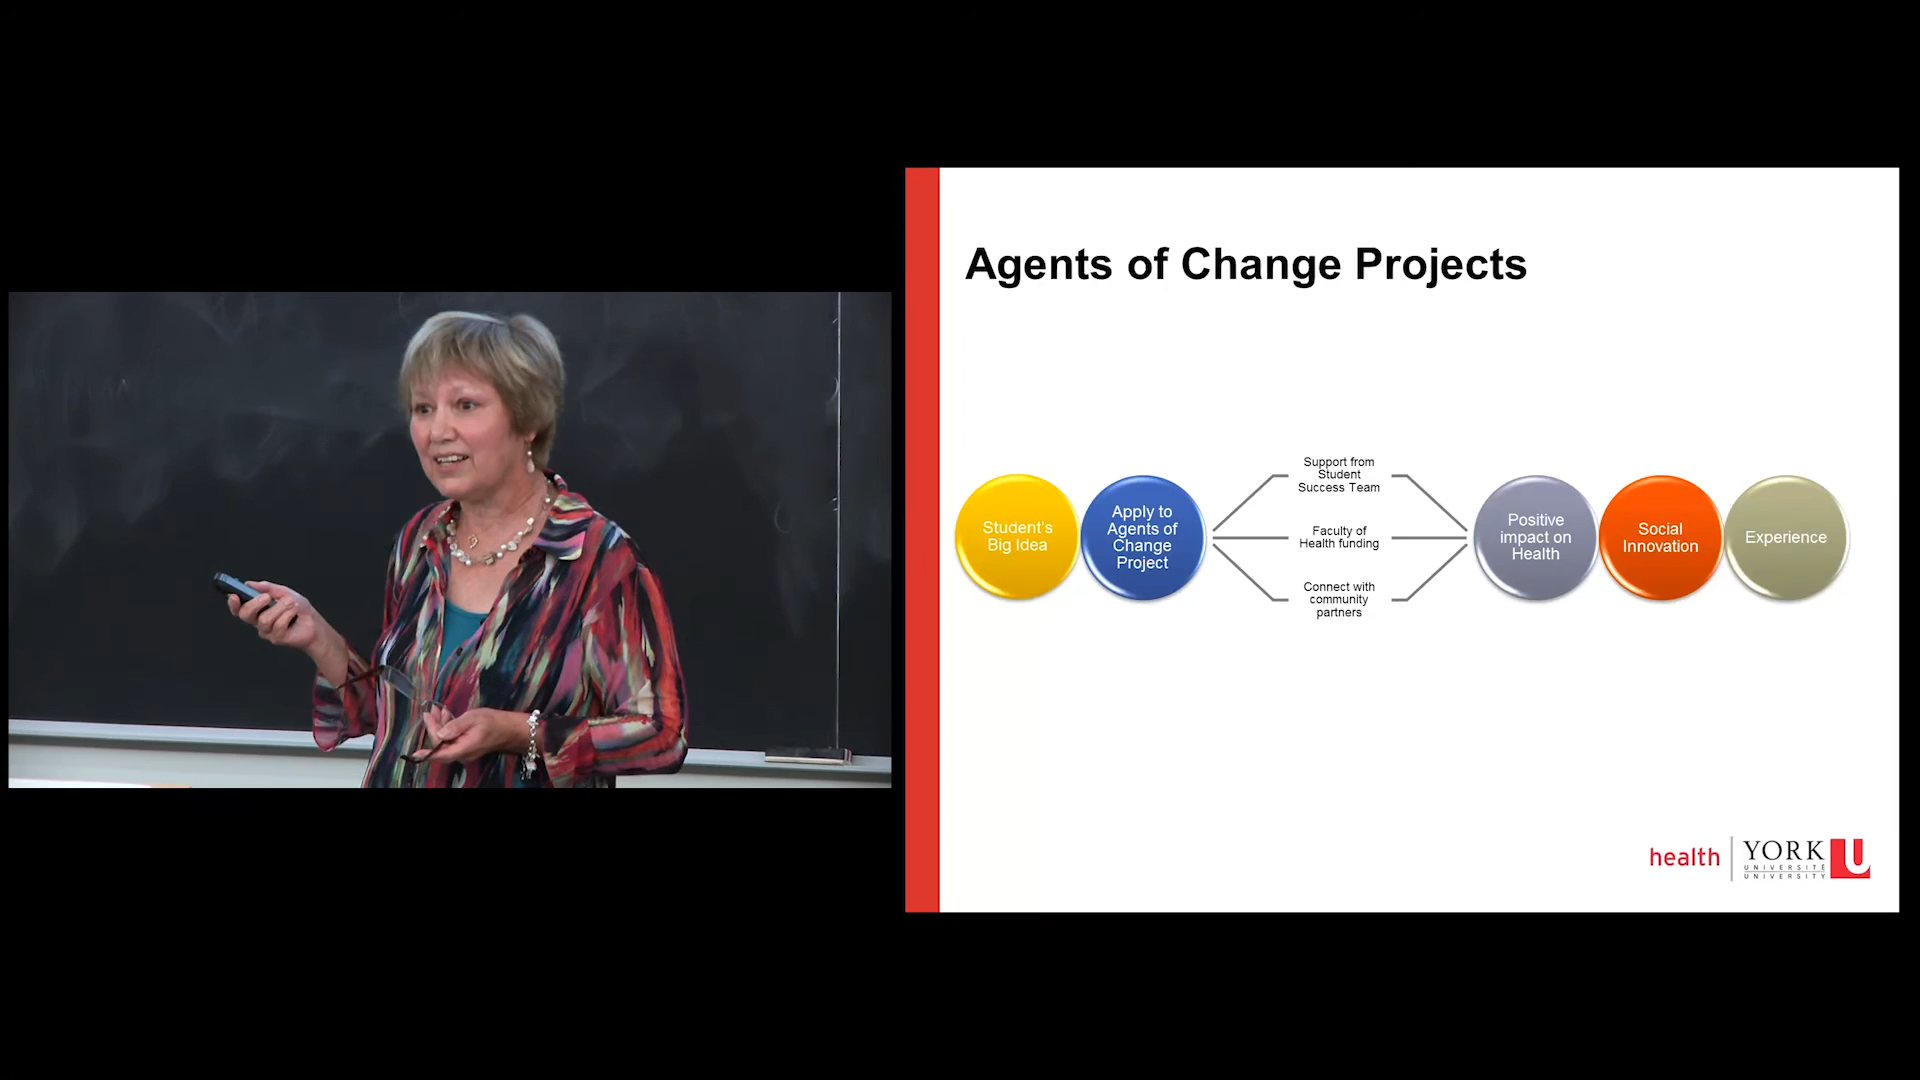 Agents of Change Projects
Student's
Big Idea
Apply to
Agents of
Change
Project
Support from
Student
Success Team
Faculty of
Health funding
Connect with
community
partners
Positive
impact on
Health
Social
Innovation
Experience
health
YORK
UNIVERSITÉ
UNIVERSITY
U